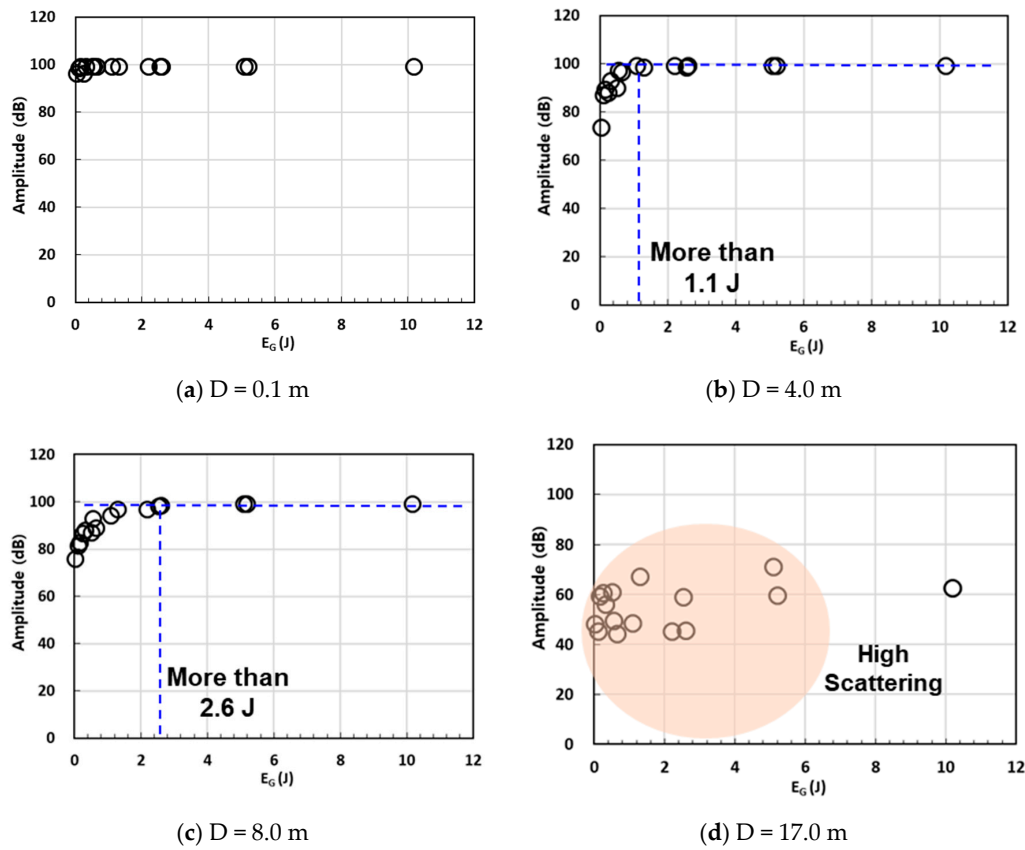 120
100
80
60
40
20
0
Amplitude (dB)
0 2 4 6 8 10 12
E_G (J)
(a) D = 0.1 m
120
100
80
60
40
20
0
Amplitude (dB)
More than
1.1 J
0 2 4 6 8 10 12
E_G (J)
(b) D = 4.0 m
120
100
80
60
40
20
0
Amplitude (dB)
More than
2.6 J
0 2 4 6 8 10 12
E_G (J)
(c) D = 8.0 m
120
100
80
60
40
20
0
Amplitude (dB)
High
Scattering
0 2 4 6 8 10 12
E_G (J)
(d) D = 17.0 m